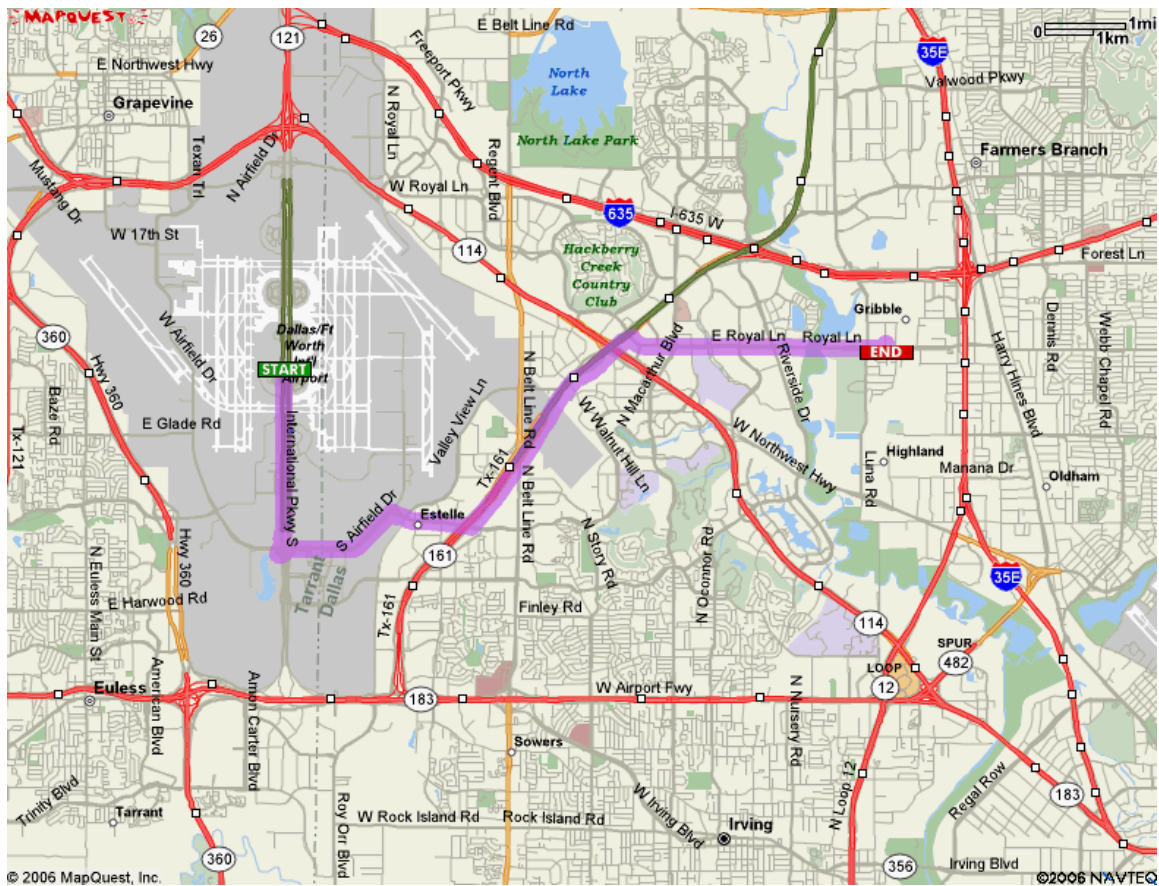 MAPQUEST
26
121
E Belt Line Rd
1mi
0
1km
E Northwest Hwy
Freeport Pkwy
35E
North
Lake
Valwood Pkwy
Grapevine
N Royal Ln
Texan Trl
N Airfield Dr
Regent Blvd
North Lake Park
Farmers Branch
Mustang Dr
W Royal Ln
635
I-635 W
W 17th St
114
Hackberry
Creek
Country
Club
Forest Ln
Gribble
Dennis Rd
Webb Chapel Rd
360
W Airfield Dr
Dallas/Ft
Worth
Int'l
Airport
START
N Macarthur Blvd
E Royal Ln
Royal Ln
END
Harry Hines Blvd
Hwy 360
Baze Rd
N Belt Line Rd
Riverside Dr
Tx-121
E Glade Rd
International Pkwy S
Valley View Ln
W Walnut Hill Ln
W Northwest Hwy
Highland
Luna Rd
Manana Dr
Oldham
Tx-161
N Belt Line Rd
S Airfield Dr
Estelle
161
N Story Rd
N Oconnor Rd
Hwy 360
N Euless Main St
Tarrant
Dallas
35E
E Harwood Rd
Tx-161
Finley Rd
114
SPUR
482
LOOP
12
Euless
American Blvd
Amon Carter Blvd
183
W Airport Fwy
N Nursery Rd
Sowers
N Loop 12
Regal Row
183
Trinity Blvd
Tarrant
Roy Orr Blvd
W Rock Island Rd
Rock Island Rd
W Irving Blvd
Irving
360
356
Irving Blvd
© 2006 MapQuest, Inc.
©2006 NAVTEQ